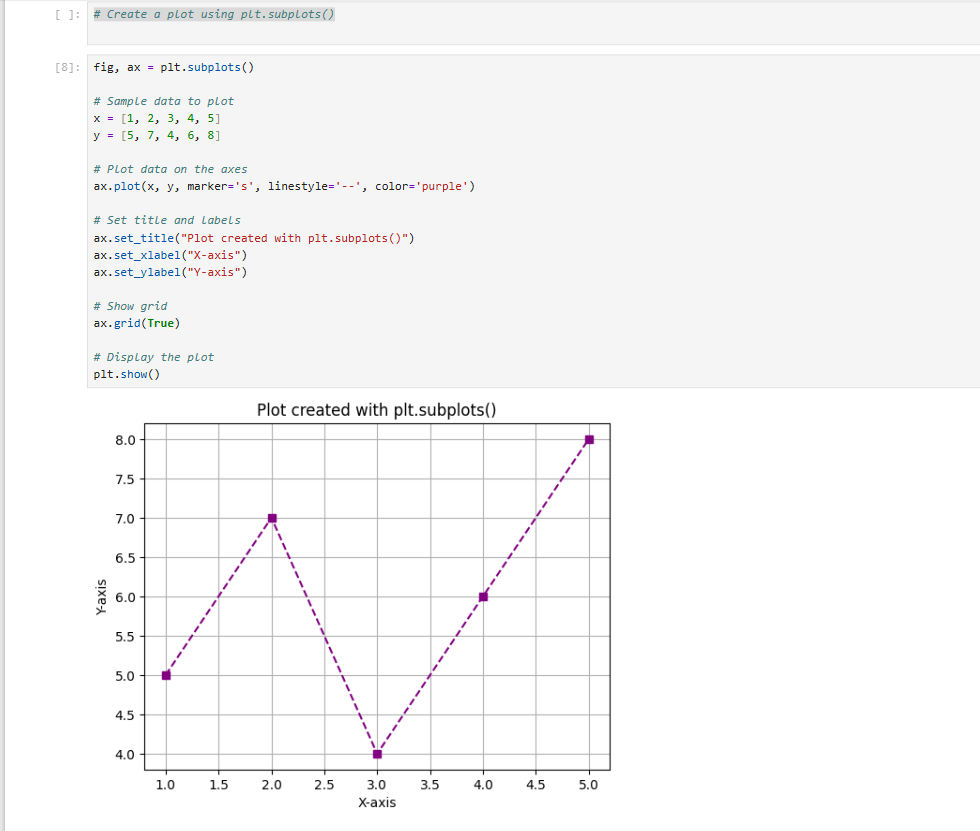 [ ]: # Create a plot using plt.subplots()
[8]: fig, ax = plt.subplots()
# Sample data to plot
x = [1, 2, 3, 4, 5]
y = [5, 7, 4, 6, 8]
# Plot data on the axes
ax.plot(x, y, marker='s', linestyle='--', color='purple')
# Set title and labels
ax.set_title("Plot created with plt.subplots()")
ax.set_xlabel("X-axis")
ax.set_ylabel("Y-axis")
# Show grid
ax.grid(True)
# Display the plot
plt.show()
Plot created with plt.subplots()
8.0
7.5
7.0
6.5
6.0
5.5
5.0
4.5
4.0
Y-axis
1.0 1.5 2.0 2.5 3.0 3.5 4.0 4.5 5.0
X-axis